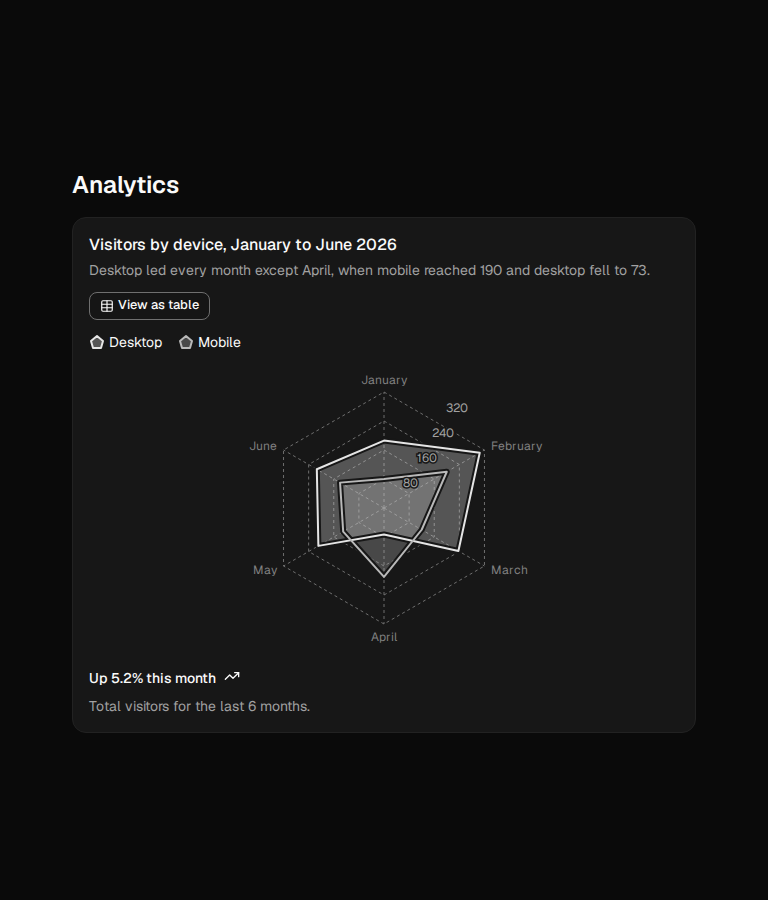 Analytics
Visitors by device, January to June 2026
Desktop led every month except April, when mobile reached 190 and desktop fell to 73.
View as table
Desktop Mobile
January
320
240
June February
160
80
May March
April
Up 5.2% this month
Total visitors for the last 6 months.